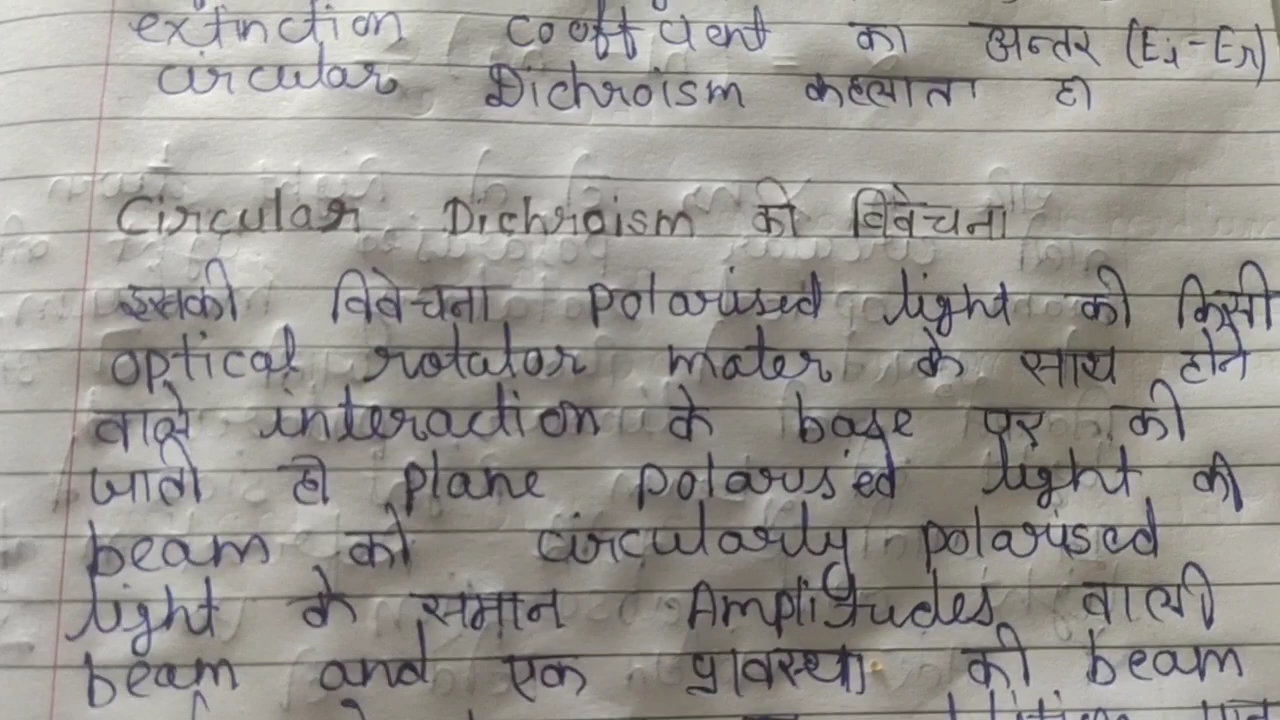 extinction coefficient का अन्तर (El-Er)
circular Dichroism कहलाता है।
Circular Dichroism की विवेचना
इसकी विवेचना polarised light की किसी
optical rotator mater के साथ होने
वाले interaction के base पर की
जाती है। plane polarised light की
beam को circularly polarised
light के समान Amplitudes वाली
beam and एक प्रावस्था की beam